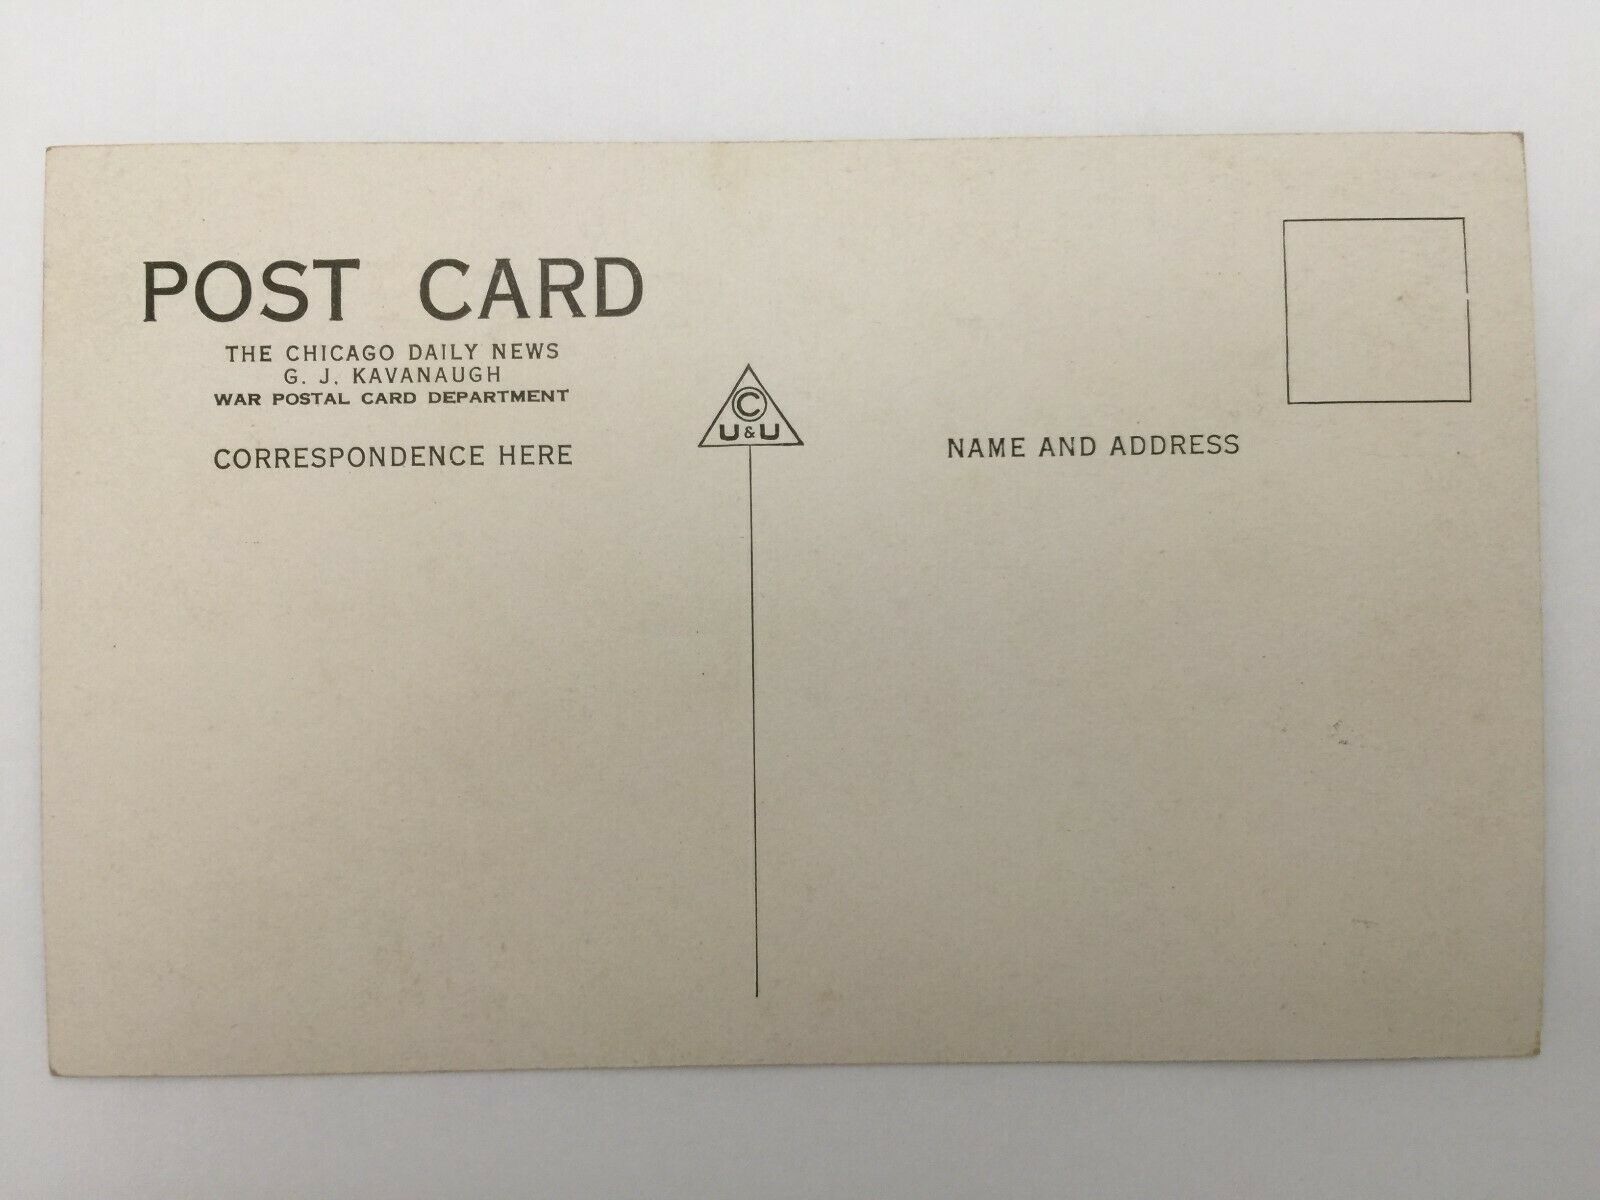 POST CARD
THE CHICAGO DAILY NEWS
G. J. KAVANAUGH
WAR POSTAL CARD DEPARTMENT
CORRESPONDENCE HERE
C
U & U
NAME AND ADDRESS